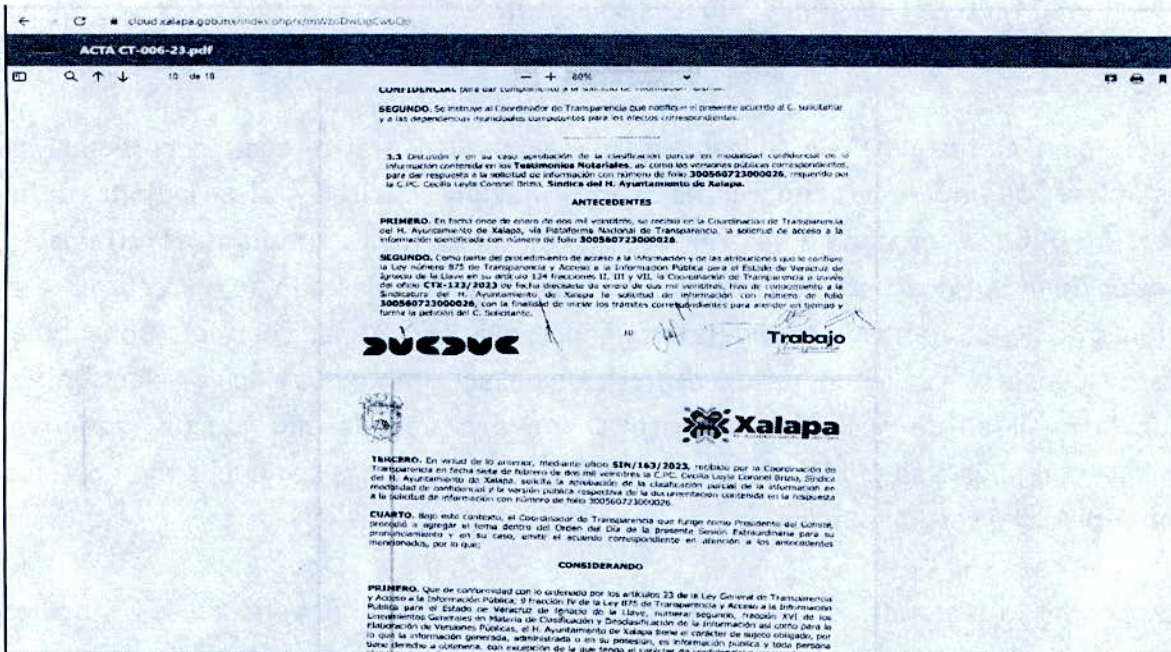 cloud.xalapa.gob.mx/index.php/s/
ACTA CT-006-23.pdf
10 de 18
60%
CONFIDENCIAL para dar cumplimiento a la solicitud de información
SEGUNDO. Se instruye al Coordinador de Transparencia que notifique el presente acuerdo al C. solicitante
y a las dependencias municipales competentes para los efectos correspondientes.
3.3 Discusión y en su caso aprobación de la clasificación parcial en modalidad confidencial de la
información contenida en los Testimonios Notariales, así como las versiones públicas correspondientes,
para dar respuesta a la solicitud de información con número de folio 300560723000026, requerido por
la C.PC. Cecilia Leyla Coronel Brizio, Síndica del H. Ayuntamiento de Xalapa.
ANTECEDENTES
PRIMERO. En fecha once de enero de dos mil veintitrés, se recibió en la Coordinación de Transparencia
del H. Ayuntamiento de Xalapa, vía Plataforma Nacional de Transparencia, la solicitud de acceso a la
información identificada con número de folio 300560723000026.
SEGUNDO. Como parte del procedimiento de acceso a la información y de las atribuciones que le confiere
la Ley número 875 de Transparencia y Acceso a la Información Pública para el Estado de Veracruz de
Ignacio de la Llave en su artículo 134 fracciones II, III y VII, la Coordinación de Transparencia a través
del oficio CTX-123/2023 de fecha diecisiete de enero de dos mil veintitrés, hizo de conocimiento a la
Sindicatura del H. Ayuntamiento de Xalapa la solicitud de información con número de folio
300560723000026, con la finalidad de iniciar los trámites correspondientes para atender en tiempo y
forma la petición del C. Solicitante.
10
Trabajo
Xalapa
TERCERO. En virtud de lo anterior, mediante oficio SIN/163/2023, recibido por la Coordinación de
Transparencia en fecha siete de febrero de dos mil veintitrés la C.PC. Cecilia Leyla Coronel Brizio, Síndica
del H. Ayuntamiento de Xalapa, solicita la aprobación de la clasificación parcial de la información en
modalidad de confidencial y la versión pública respectiva de la documentación contenida en la respuesta
a la solicitud de información con número de folio 300560723000026.
CUARTO. Bajo este contexto, el Coordinador de Transparencia que funge como Presidente del Comité,
procedió a agregar el tema dentro del Orden del Día de la presente Sesión Extraordinaria para su
pronunciamiento y en su caso, emitir el acuerdo correspondiente en atención a los antecedentes
mencionados, por lo que;
CONSIDERANDO
PRIMERO. Que de conformidad con lo ordenado por los artículos 23 de la Ley General de Transparencia
y Acceso a la Información Pública; 9 fracción IV de la Ley 875 de Transparencia y Acceso a la Información
Pública para el Estado de Veracruz de Ignacio de la Llave, numeral segundo, fracción XVI de los
Lineamientos Generales en Materia de Clasificación y Desclasificación de la Información así como para la
Elaboración de Versiones Públicas, el H. Ayuntamiento de Xalapa tiene el carácter de sujeto obligado, por
lo que la información generada, administrada o en su posesión, es información pública y toda persona
tiene derecho a obtenerla, con excepción de la que tenga el carácter de confidencial